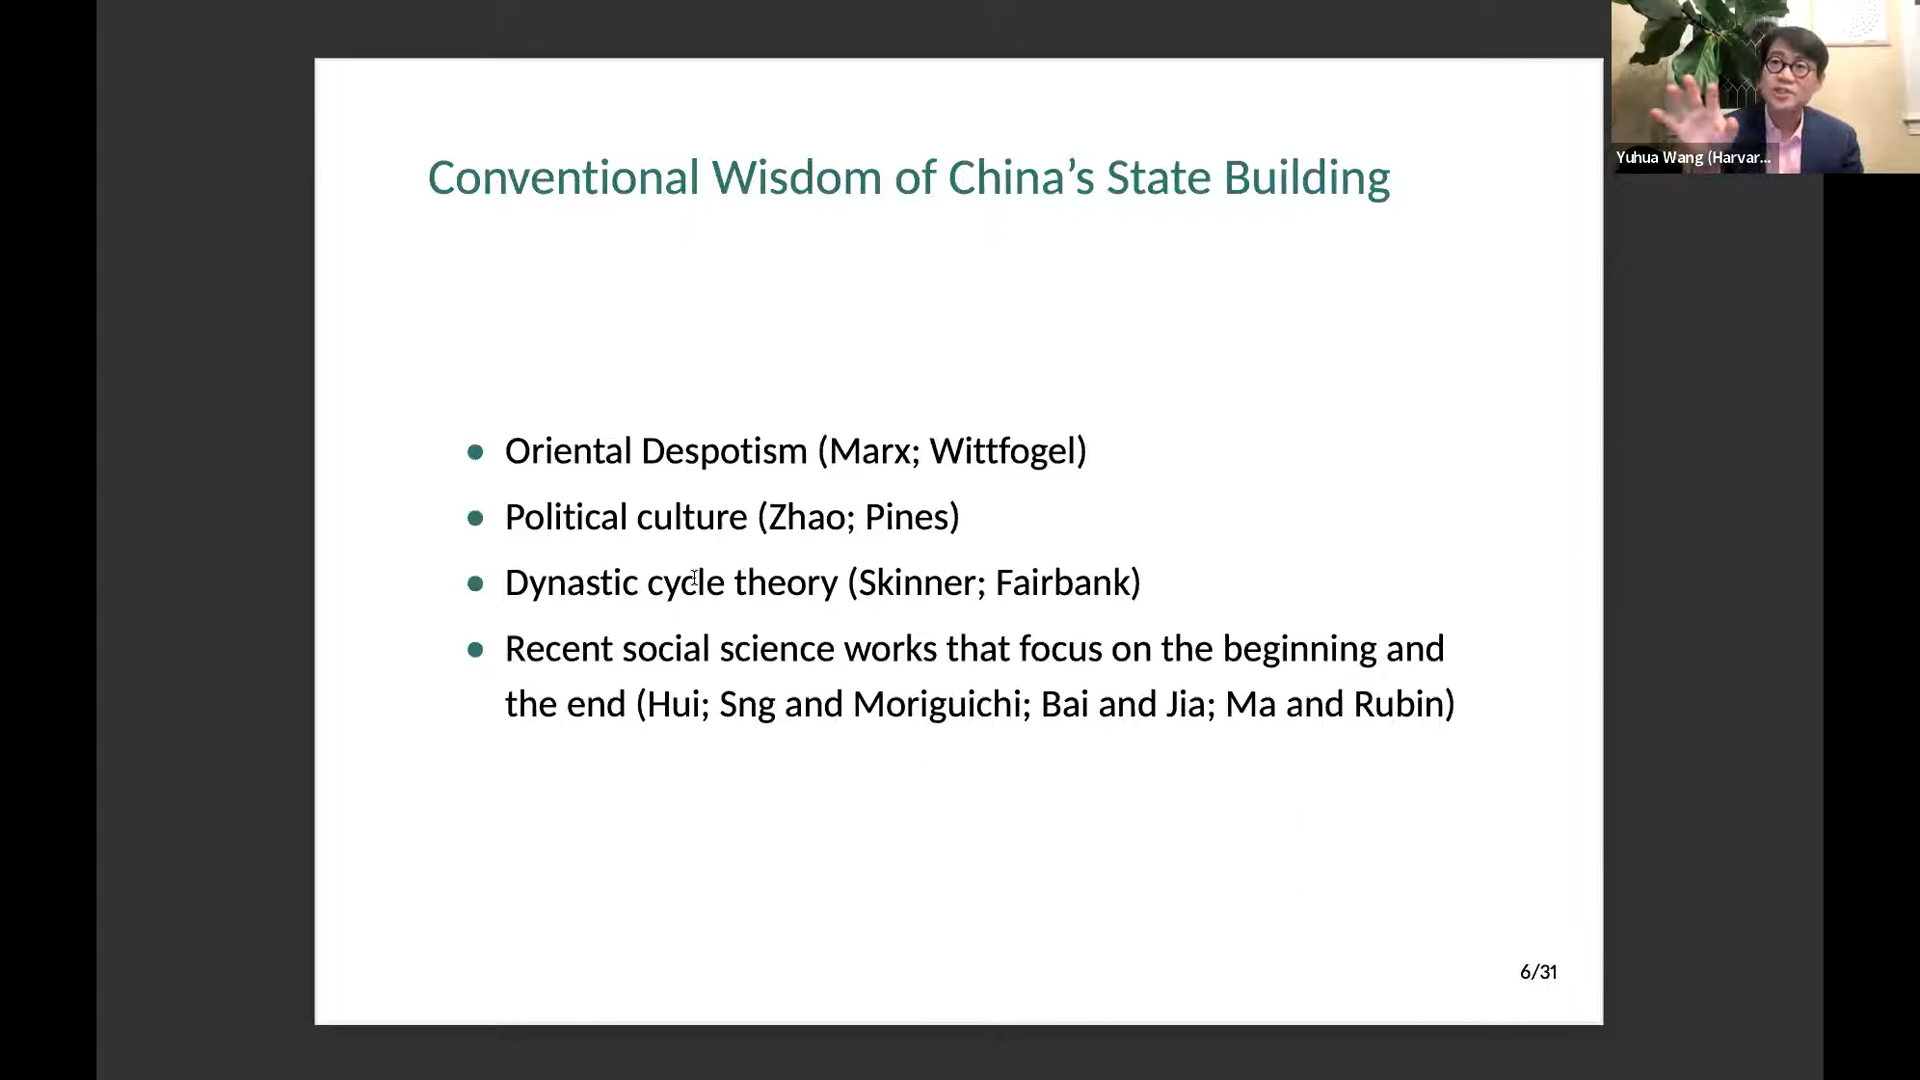 Conventional Wisdom of China’s State Building
Yuhua Wang (Harvar...
● Oriental Despotism (Marx; Wittfogel)
● Political culture (Zhao; Pines)
● Dynastic cycle theory (Skinner; Fairbank)
● Recent social science works that focus on the beginning and
the end (Hui; Sng and Moriguichi; Bai and Jia; Ma and Rubin)
6/31